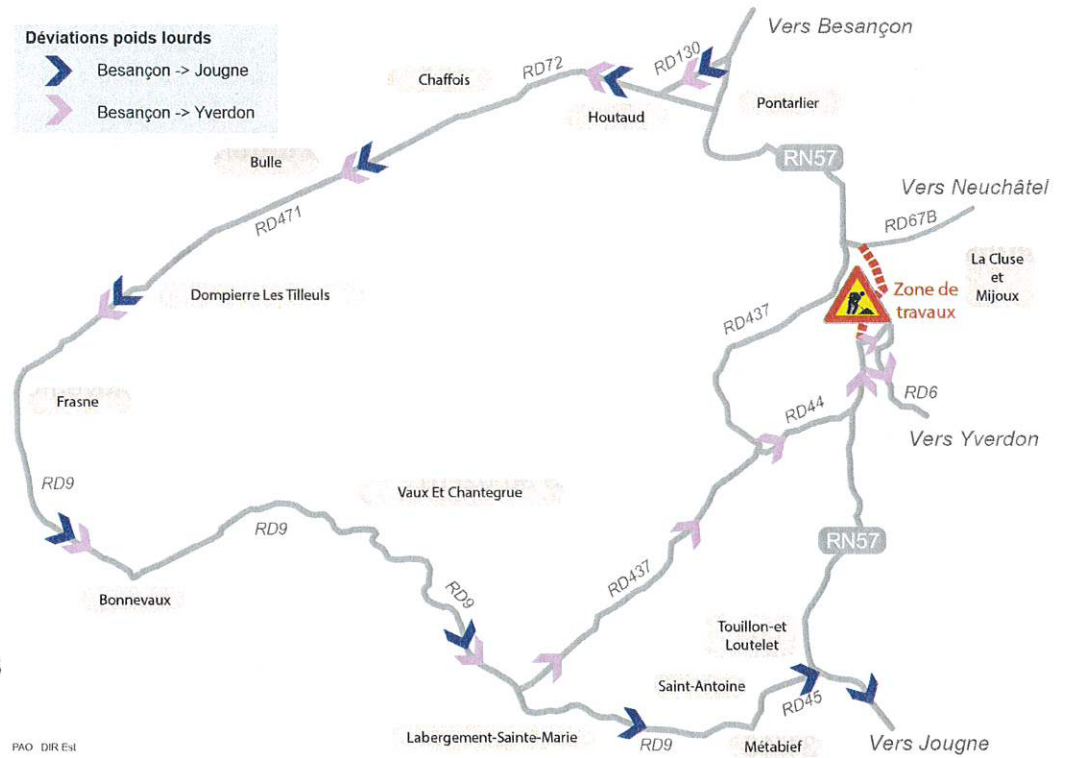 Déviations poids lourds
Besançon -> Jougne
Besançon -> Yverdon
Vers Besançon
RD130
RD72
Chaffois
Houtaud
Pontarlier
Bulle
RN57
Vers Neuchâtel
RD67B
RD471
La Cluse
et
Mijoux
Dompierre Les Tilleuls
Zone de
travaux
RD437
Frasne
RD6
RD44
Vers Yverdon
RD9
Vaux Et Chantegrue
RD9
RN57
RD437
Bonnevaux
RD9
Touillon-et
Loutelet
Saint-Antoine
RD45
Labergement-Sainte-Marie
RD9
Métabief
Vers Jougne
PAO DIR Est